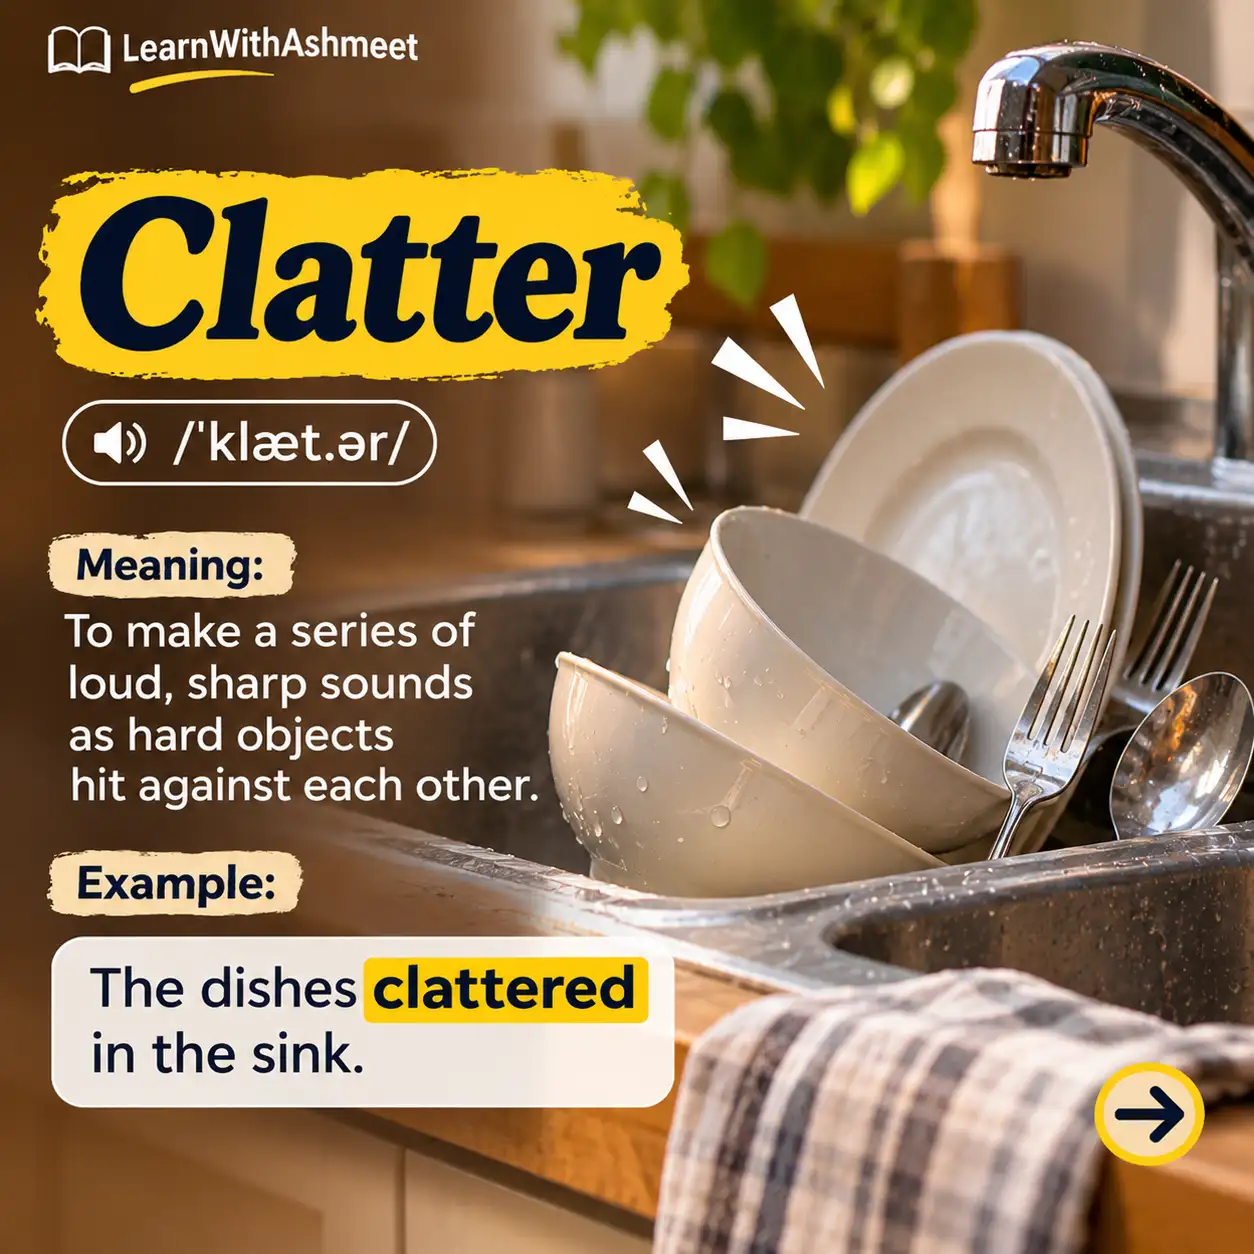 LearnWithAshmeet
Clatter
/ˈklæt.ər/
Meaning:
To make a series of
loud, sharp sounds
as hard objects
hit against each other.
Example:
The dishes clattered
in the sink.